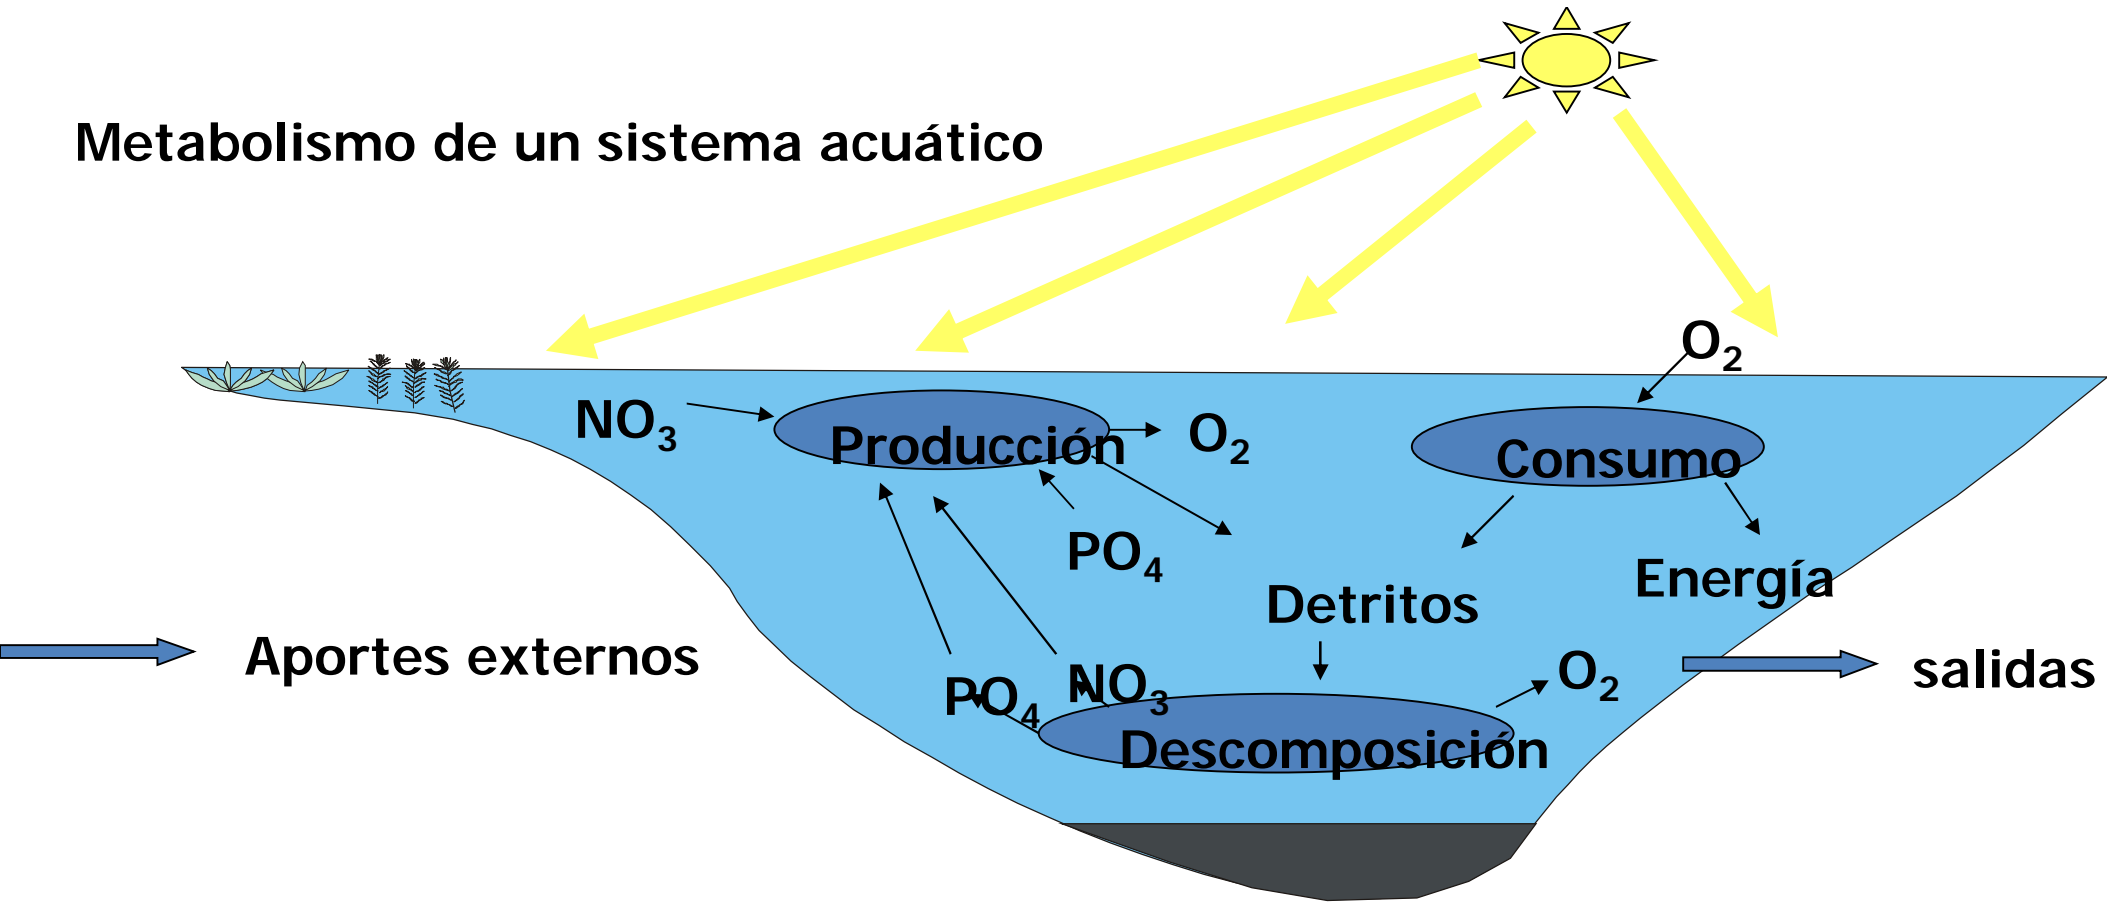 Metabolismo de un sistema acuático
O2
NO3
Producción
O2
Consumo
PO4
Detritos
Energía
Aportes externos
PO4
NO3
O2
salidas
Descomposición